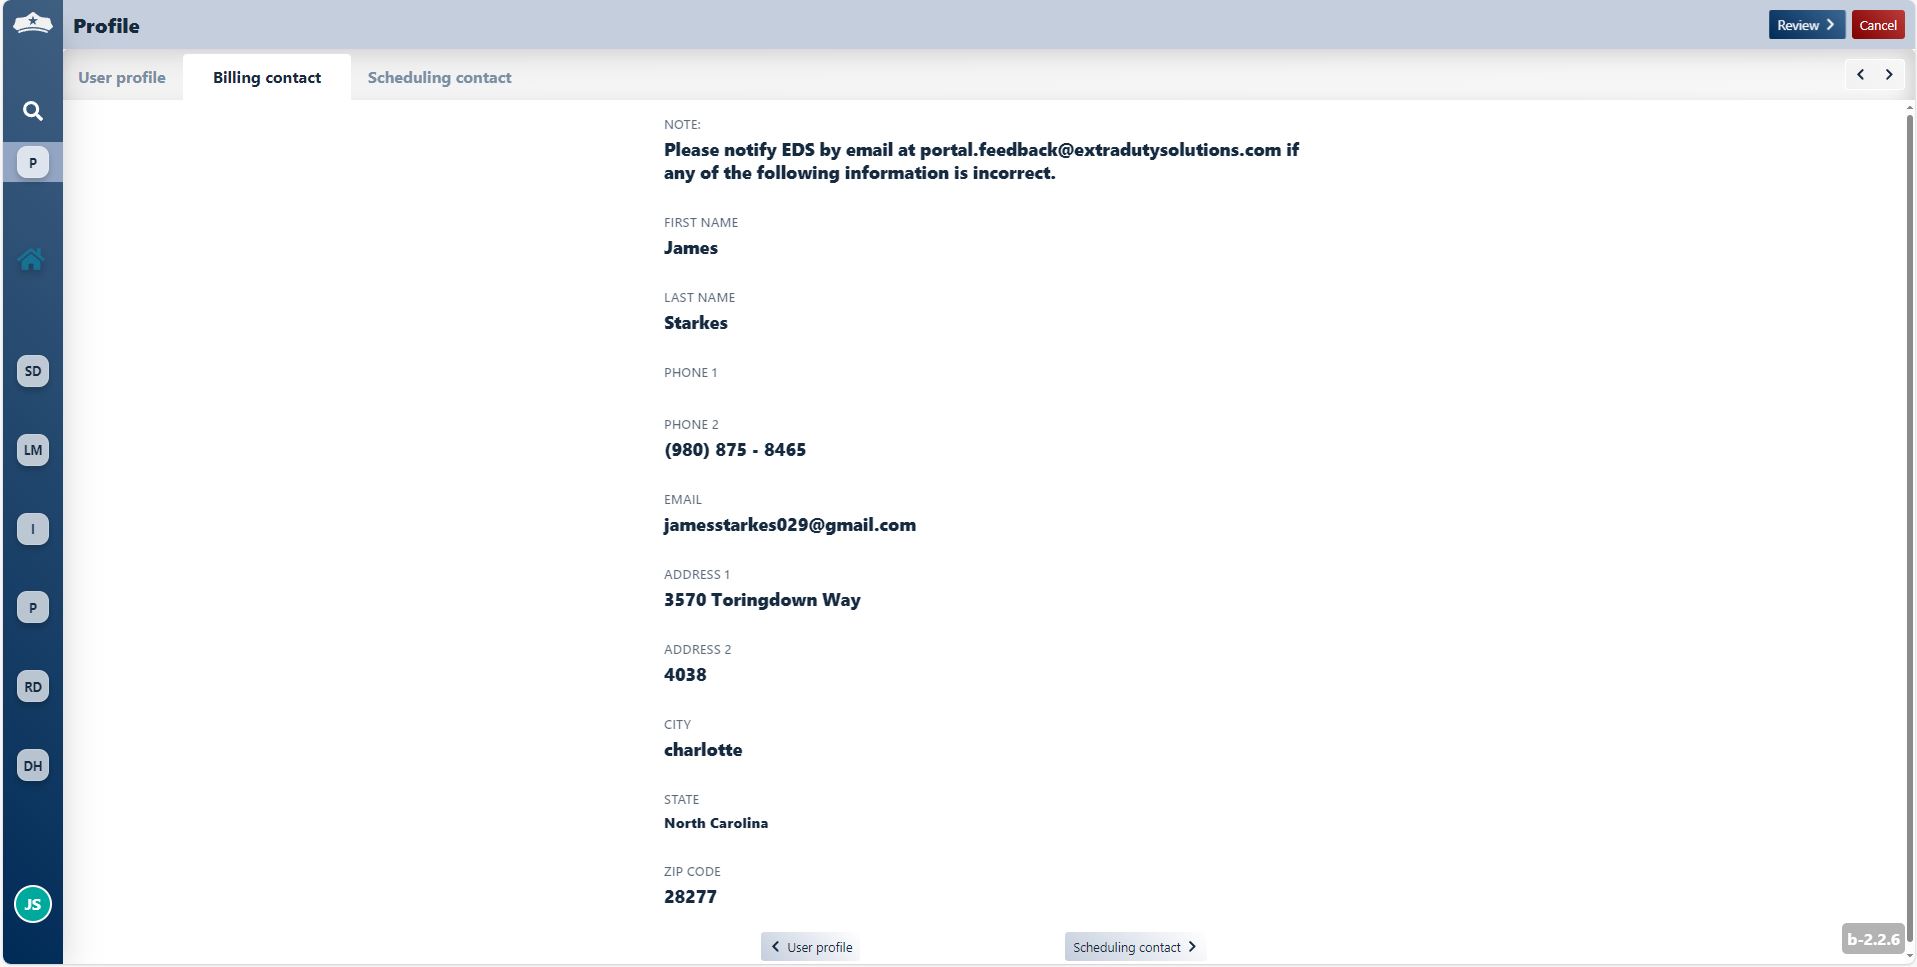 Profile
Review
Cancel
User profile
Billing contact
Scheduling contact
P
SD
LM
I
P
RD
DH
JS
NOTE:
Please notify EDS by email at portal.feedback@extradutysolutions.com if
any of the following information is incorrect.
FIRST NAME
James
LAST NAME
Starkes
PHONE 1
PHONE 2
(980) 875 - 8465
EMAIL
jamesstarkes029@gmail.com
ADDRESS 1
3570 Toringdown Way
ADDRESS 2
4038
CITY
charlotte
STATE
North Carolina
ZIP CODE
28277
User profile
Scheduling contact
b-2.2.6